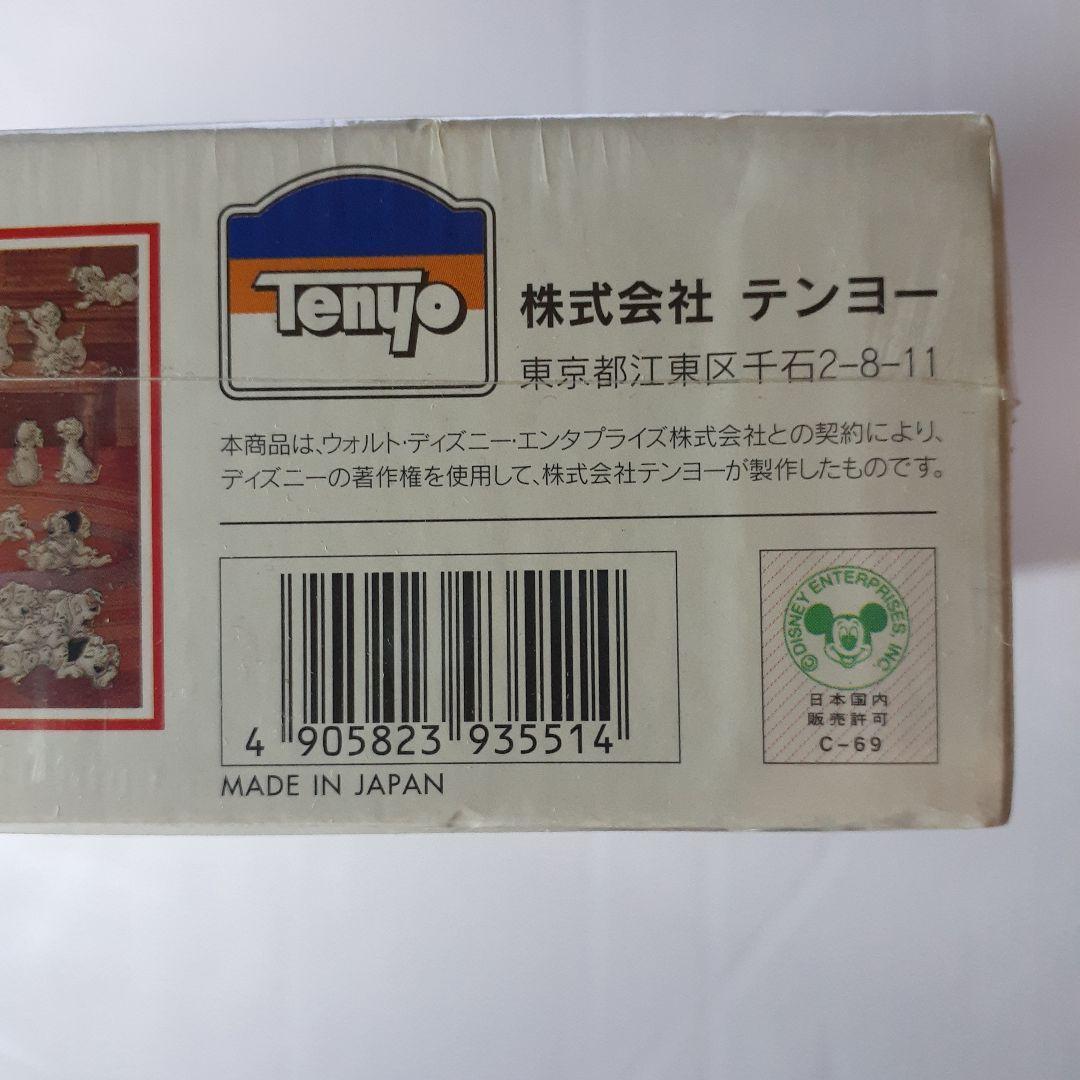 Tenyo
株式会社 テンヨー
東京都江東区千石2-8-11
本商品は、ウォルト・ディズニー・エンタプライズ株式会社との契約により、
ディズニーの著作権を使用して、株式会社テンヨーが製作したものです。
4 905823 935514
MADE IN JAPAN
©DISNEY ENTERPRISES, INC.
日本国内
販売許可
C-69